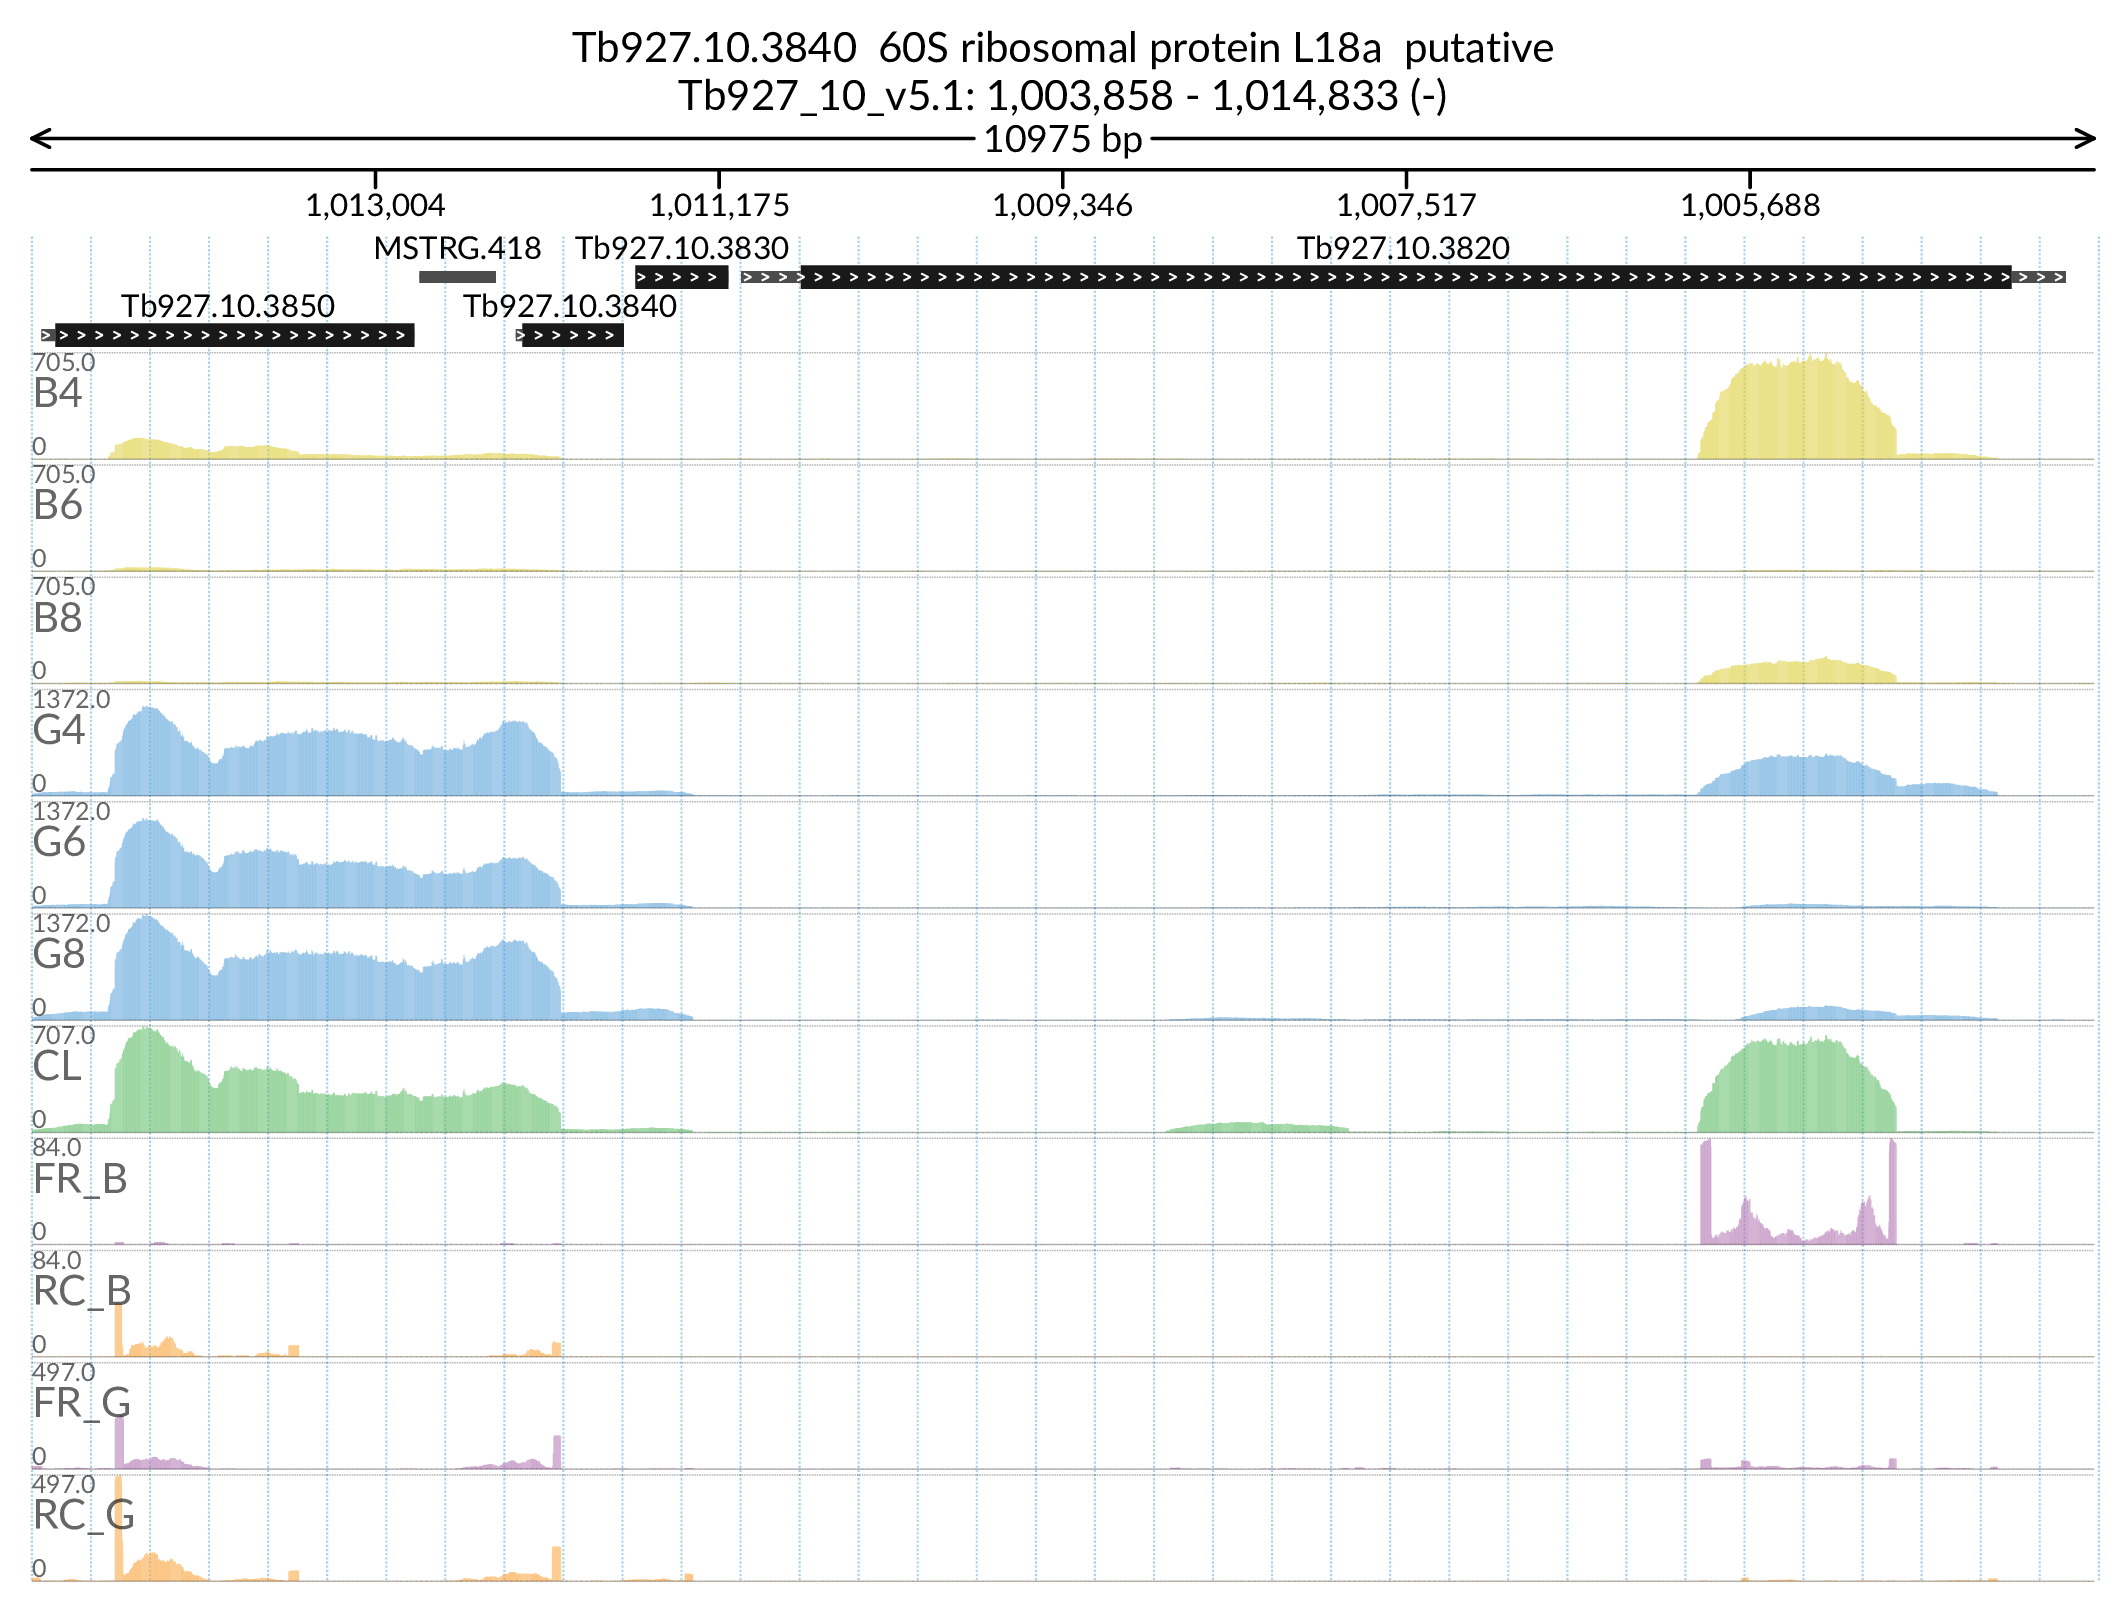 Tb927.10.3840 60S ribosomal protein L18a putative
Tb927_10_v5.1: 1,003,858 - 1,014,833 (-)
10975 bp
1,013,004 1,011,175 1,009,346 1,007,517 1,005,688
MSTRG.418 Tb927.10.3830 Tb927.10.3820
Tb927.10.3850 Tb927.10.3840
705.0
B4
0
705.0
B6
0
705.0
B8
0
1372.0
G4
0
1372.0
G6
0
1372.0
G8
0
707.0
CL
0
84.0
FR_B
0
84.0
RC_B
0
497.0
FR_G
0
497.0
RC_G
0